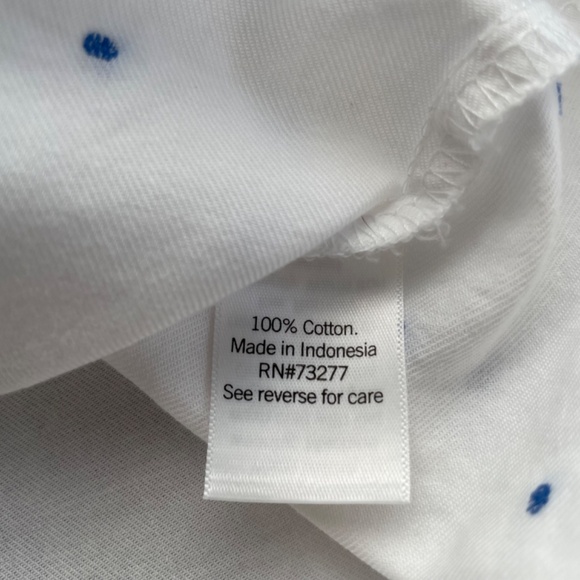 100% Cotton.
Made in Indonesia
RN#73277
See reverse for care